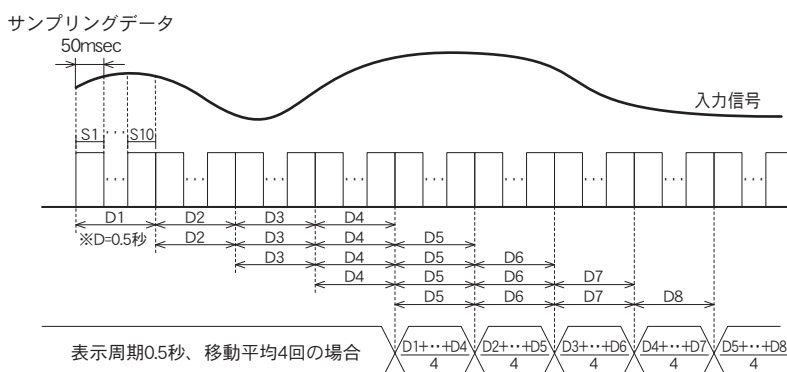 サンプリングデータ
50msec
入力信号
S1 ‥ S10
‥ ‥ ‥ ‥ ‥ ‥ ‥ ‥ ‥
D1 D2 D3 D4
※D=0.5秒 D2 D3 D4 D5
D3 D4 D5 D6
D4 D5 D6 D7
D5 D6 D7 D8
表示周期0.5秒、移動平均4回の場合
D1+‥+D4 D2+‥+D5 D3+‥+D6 D4+‥+D7 D5+‥+D8
4 4 4 4 4